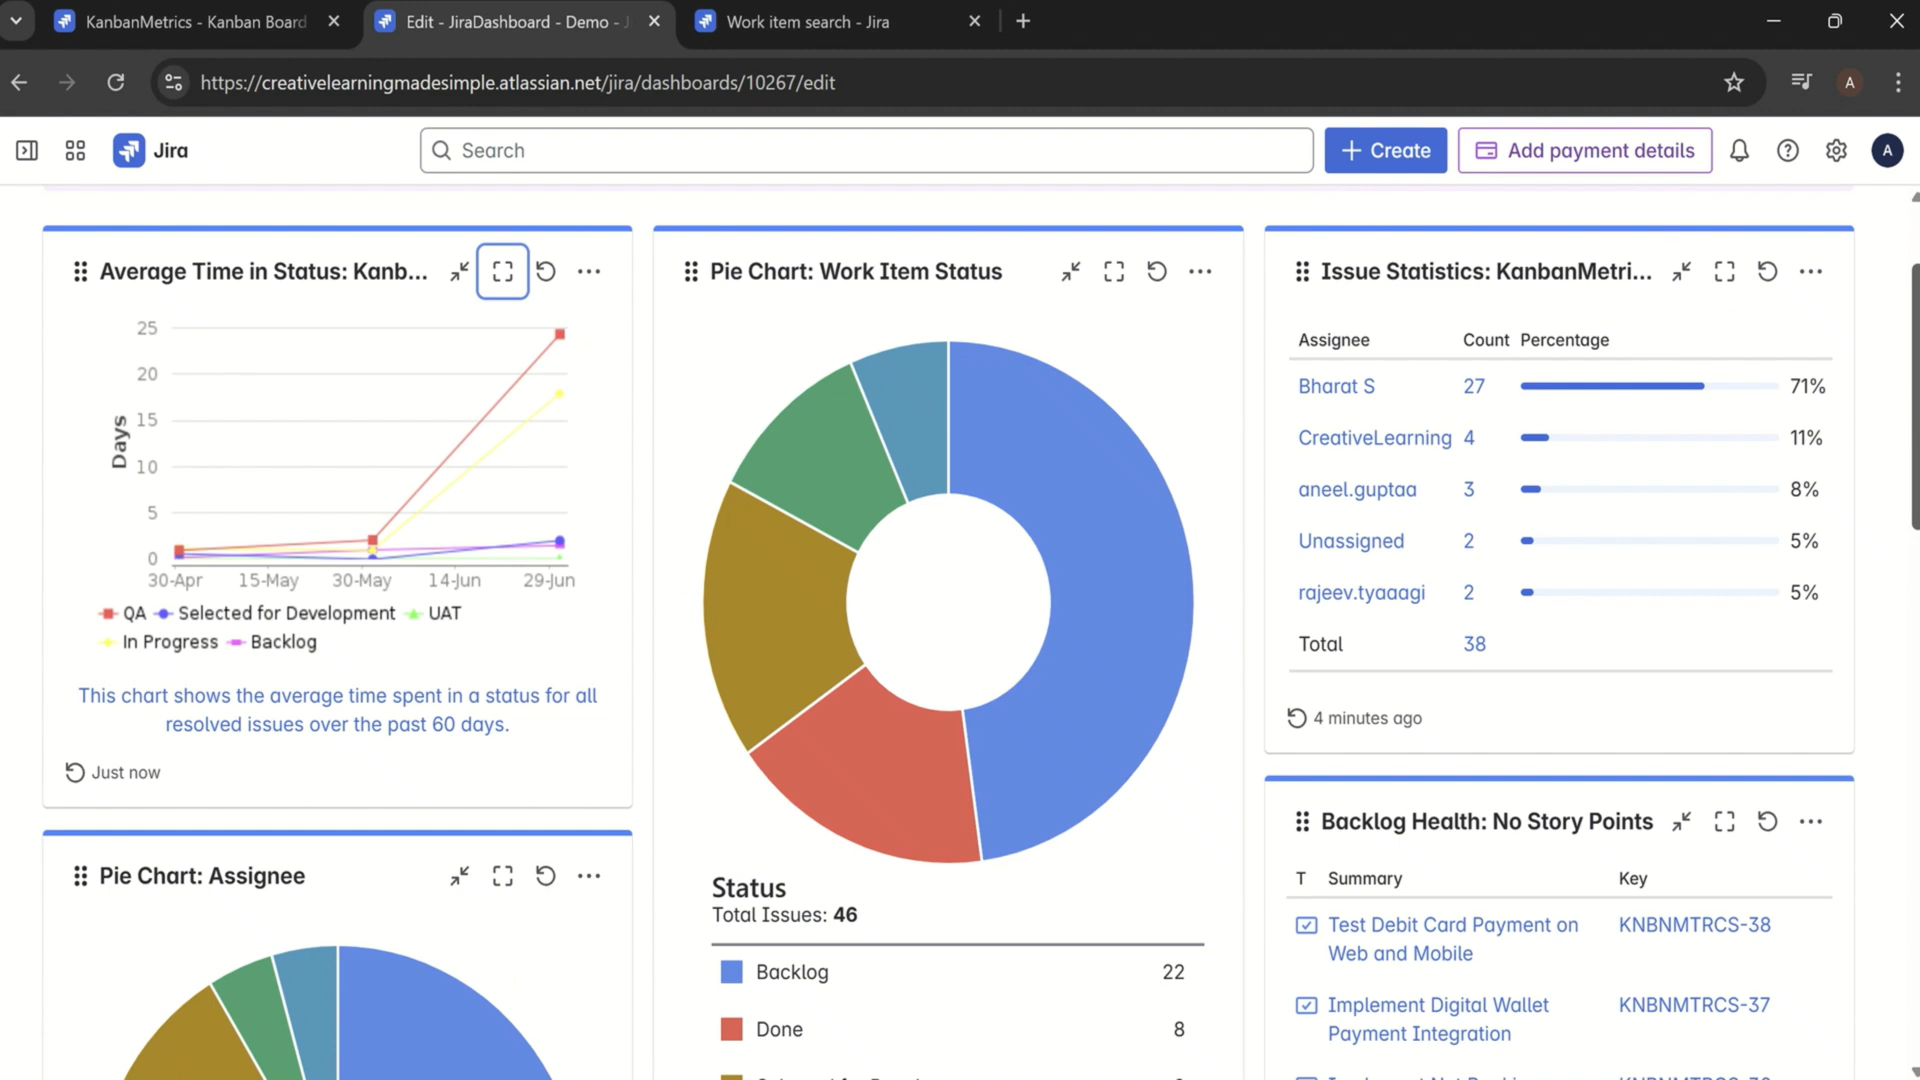 KanbanMetrics - Kanban Board
Edit - JiraDashboard - Demo - J
Work item search - Jira
https://creativelearningmadesimple.atlassian.net/jira/dashboards/10267/edit
A
Jira
Search
+ Create
Add payment details
A
Average Time in Status: Kanb...
25
20
15
10
5
0
Days
30-Apr 15-May 30-May 14-Jun 29-Jun
QA Selected for Development UAT
In Progress Backlog
This chart shows the average time spent in a status for all
resolved issues over the past 60 days.
Just now
Pie Chart: Assignee
Pie Chart: Work Item Status
Status
Total Issues: 46
Backlog 22
Done 8
Issue Statistics: KanbanMetri...
Assignee Count Percentage
Bharat S 27 71%
CreativeLearning 4 11%
aneel.guptaa 3 8%
Unassigned 2 5%
rajeev.tyaaagi 2 5%
Total 38
4 minutes ago
Backlog Health: No Story Points
T Summary Key
Test Debit Card Payment on KNBNMTRCS-38
Web and Mobile
Implement Digital Wallet KNBNMTRCS-37
Payment Integration